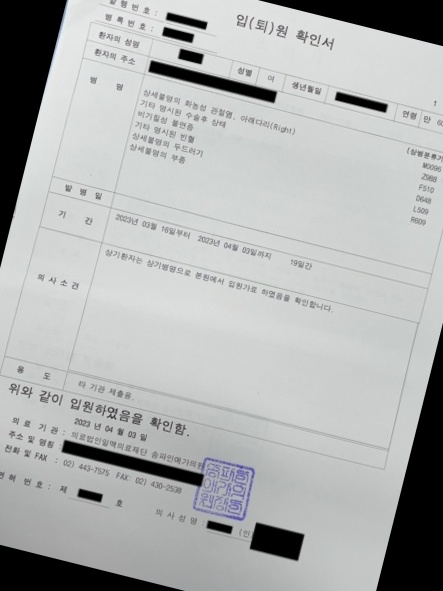 발 행 번 호 :
병 록 번 호 :
입(퇴)원 확인서
환자의 성명 성별 여 생년월일 연령 만
환자의 주소
병 명 (상병분류기
상세불명의 화농성 관절염, 아래다리(Right) M0096
기타 명시된 수술후 상태 Z988
비기질성 불면증 F510
기타 명시된 빈혈 D648
상세불명의 두드러기 L509
상세불명의 부종 R609
발 병 일
기 간 2023년 03월 16일부터 2023년 04월 03일까지 19일간
의 사 소 견 상기환자는 상기병명으로 본원에서 입원가료 하였음을 확인합니다.
용 도 타 기관 제출용.
위와 같이 입원하였음을 확인함.
2023 년 04 월 03 일
의 료 기 관 : 의료법인일맥의료재단 송파인메가의원
주소 및 명칭 :
전화 및 FAX : 02) 443-7575 FAX: 02) 430-2538
면 허 번 호 : 제 호
의 사 성 명 : (인